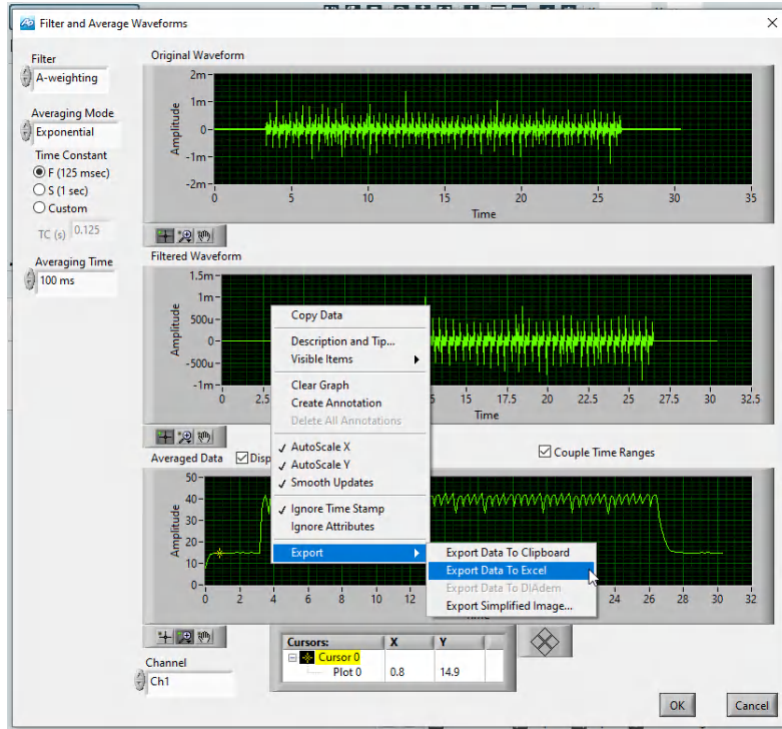 Filter and Average Waveforms
Filter
A-weighting
Averaging Mode
Exponential
Time Constant
F (125 msec)
S (1 sec)
Custom
TC (s) 0.125
Averaging Time
100 ms
Original Waveform
Amplitude
2m
1m
0
-1m
-2m
0 5 10 15 20 25 30 35
Time
Filtered Waveform
Amplitude
1.5m
1m
500u
0
-500u
-1m
0 2.5 15 17.5 20 22.5 25 27.5 30 32.5
Time
Averaged Data Disp Couple Time Ranges
Amplitude
50
40
30
20
10
0
0 2 4 6 8 10 12 24 26 28 30 32
Copy Data
Description and Tip...
Visible Items
Clear Graph
Create Annotation
Delete All Annotations
AutoScale X
AutoScale Y
Smooth Updates
Ignore Time Stamp
Ignore Attributes
Export
Export Data To Clipboard
Export Data To Excel
Export Data To DIAdem
Export Simplified Image...
Cursors: X Y
Cursor 0
Plot 0 0.8 14.9
Channel
Ch1
OK Cancel